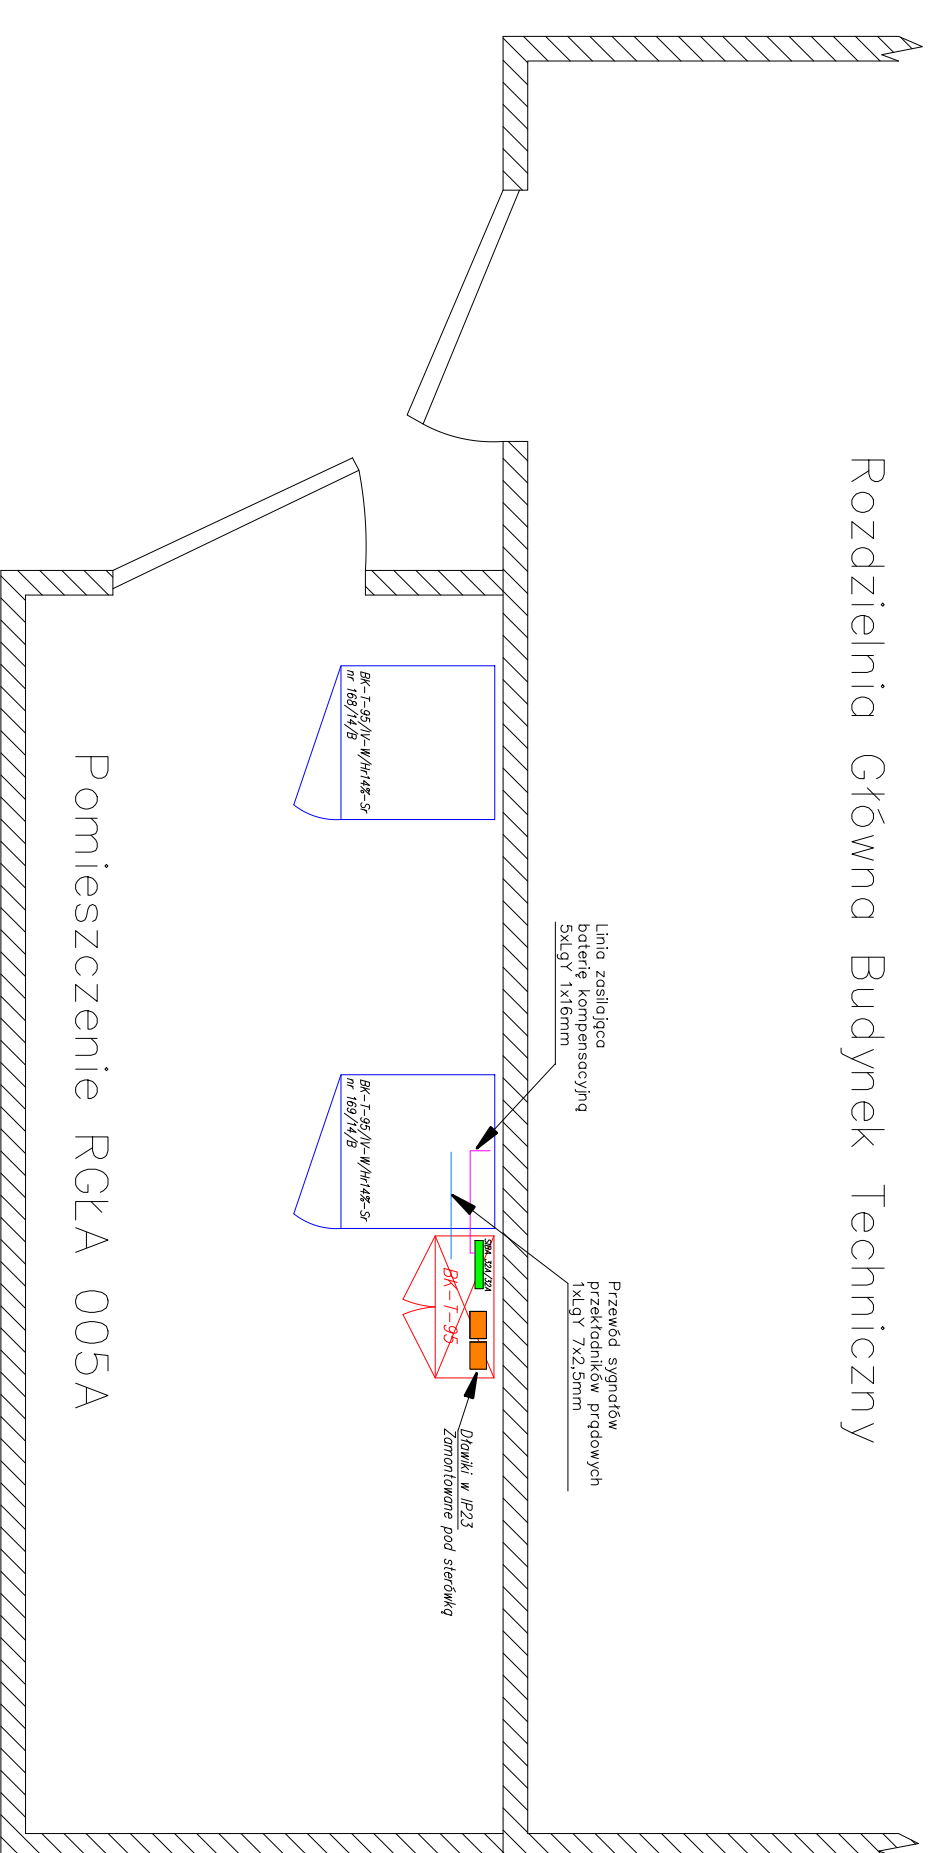 Rozdzielnia Główna Budynek Techniczny
Linia zasilająca
baterię kompensacyjną
5xLgY 1x16mm
Przewód sygnałów
przekładników prądowych
1xLgY 7x2,5mm
BK-T-95/IV-W/Hr14%-Sr
nr 168/14/B
BK-T-95/IV-W/Hr14%-Sr
nr 169/14/B
BK-T-95
Dławiki w IP23
Zamontowane pod sterówką
Pomieszczenie RGŁA 005A